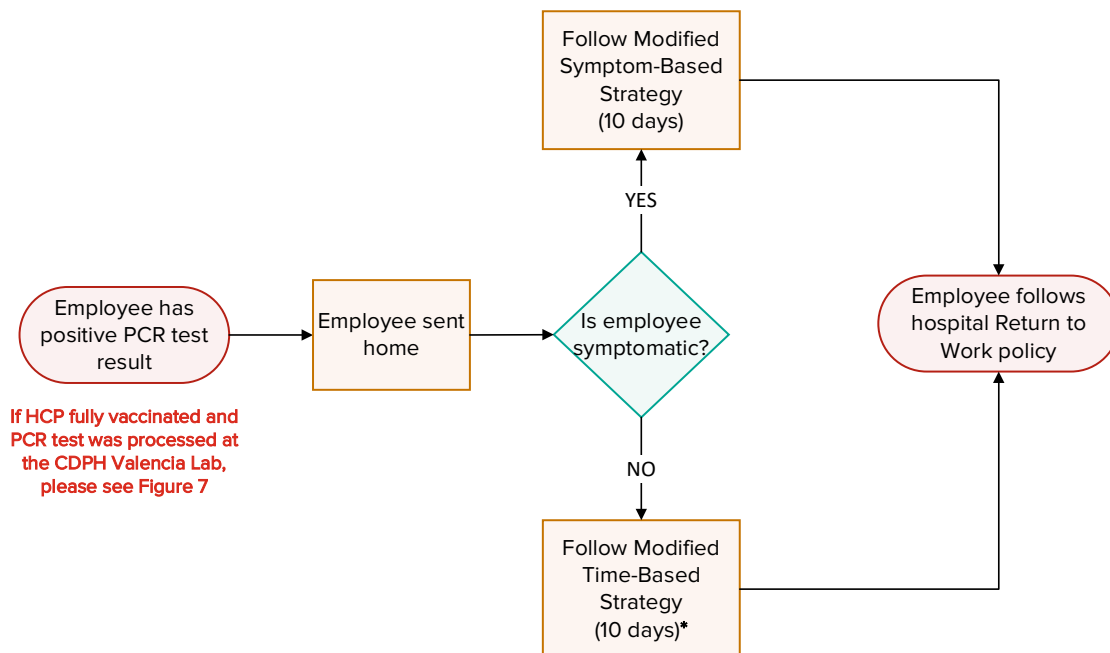 Follow Modified
Symptom-Based
Strategy
(10 days)
YES
Employee has
positive PCR test
result
Employee sent
home
Is employee
symptomatic?
Employee follows
hospital Return to
Work policy
If HCP fully vaccinated and
PCR test was processed at
the CDPH Valencia Lab,
please see Figure 7
NO
Follow Modified
Time-Based
Strategy
(10 days)*